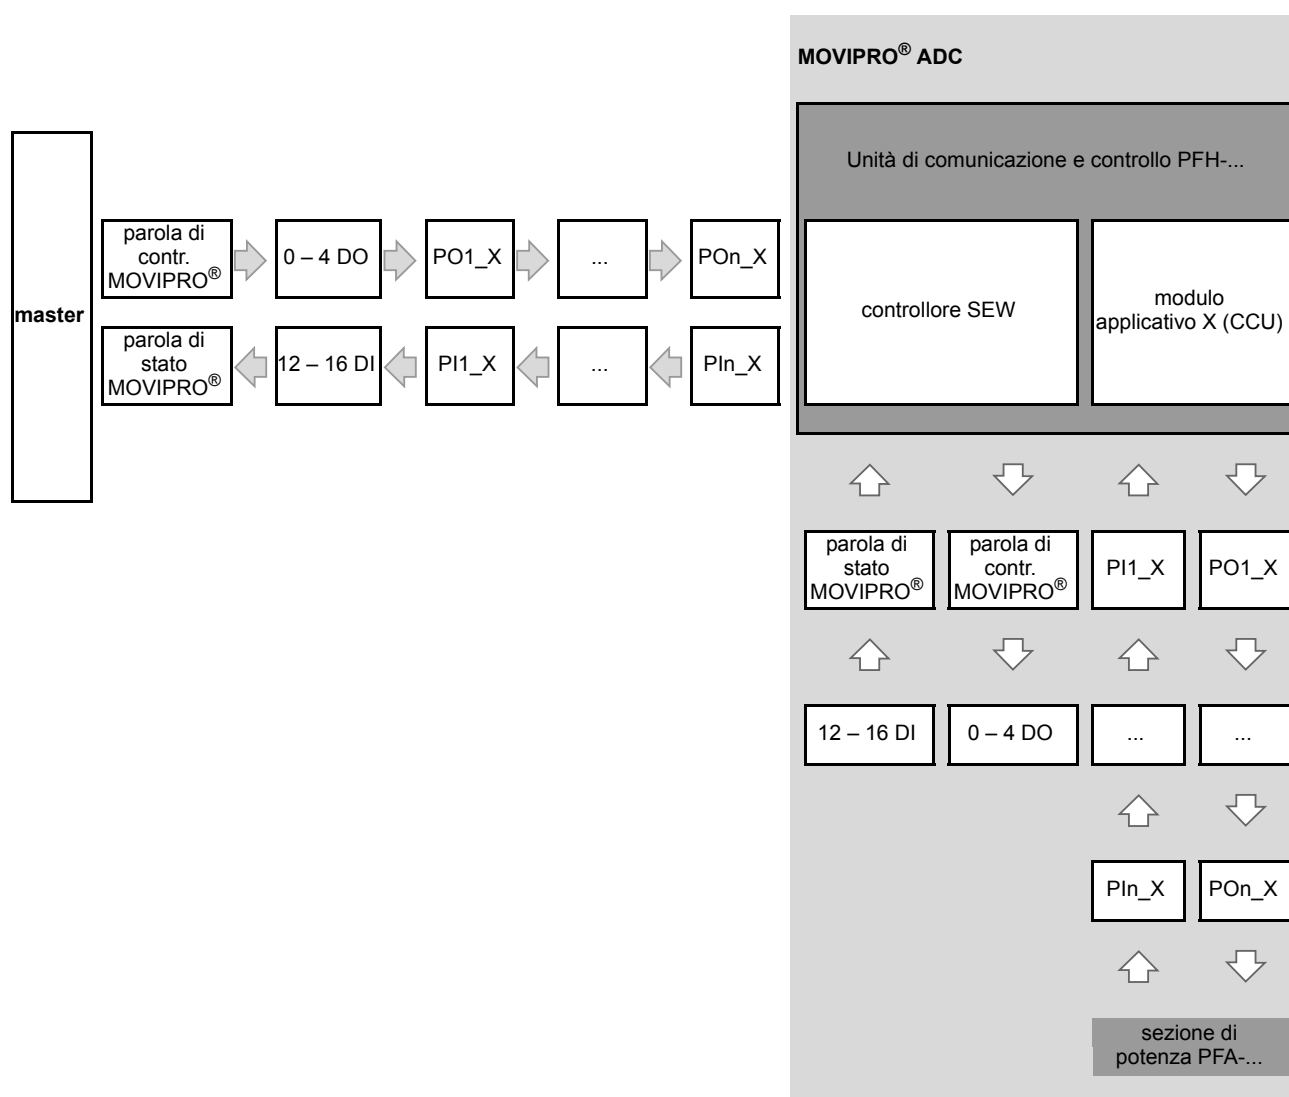 MOVIPRO® ADC
Unità di comunicazione e controllo PFH-...
master
parola di
contr.
MOVIPRO®
0 – 4 DO
PO1_X
...
POn_X
parola di
stato
MOVIPRO®
12 – 16 DI
PI1_X
...
PIn_X
controllore SEW
modulo
applicativo X (CCU)
parola di
stato
MOVIPRO®
parola di
contr.
MOVIPRO®
PI1_X
PO1_X
12 – 16 DI
0 – 4 DO
...
...
PIn_X
POn_X
sezione di
potenza PFA-...